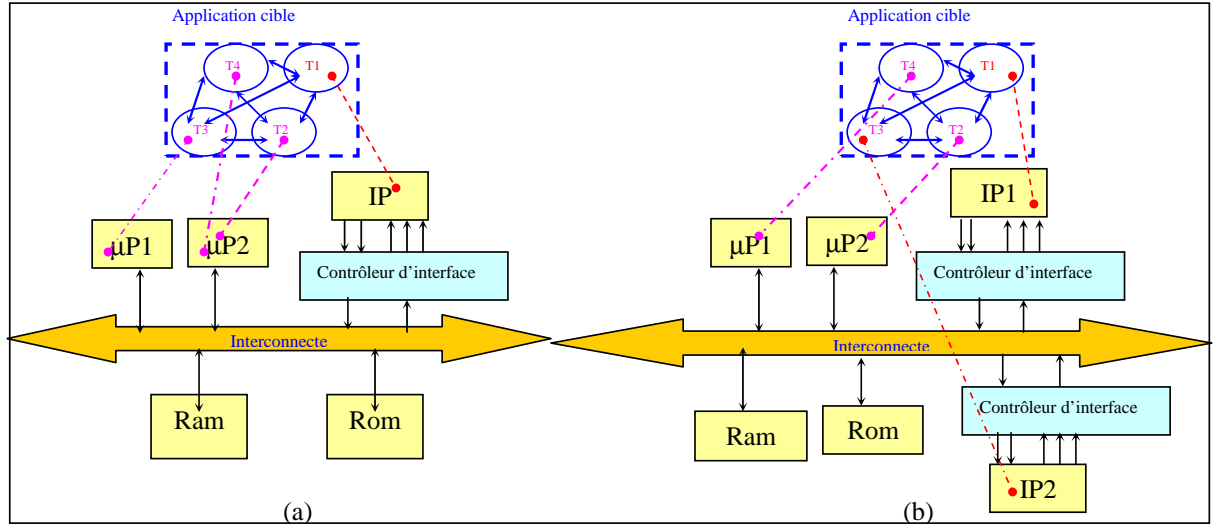 Application cible
T4
T1
T3
T2
IP
µP1
µP2
Contrôleur d'interface
Interconnecte
Ram
Rom
(a)
Application cible
T4
T1
T3
T2
IP1
µP1
µP2
Contrôleur d'interface
Interconnecte
Contrôleur d'interface
Ram
Rom
IP2
(b)